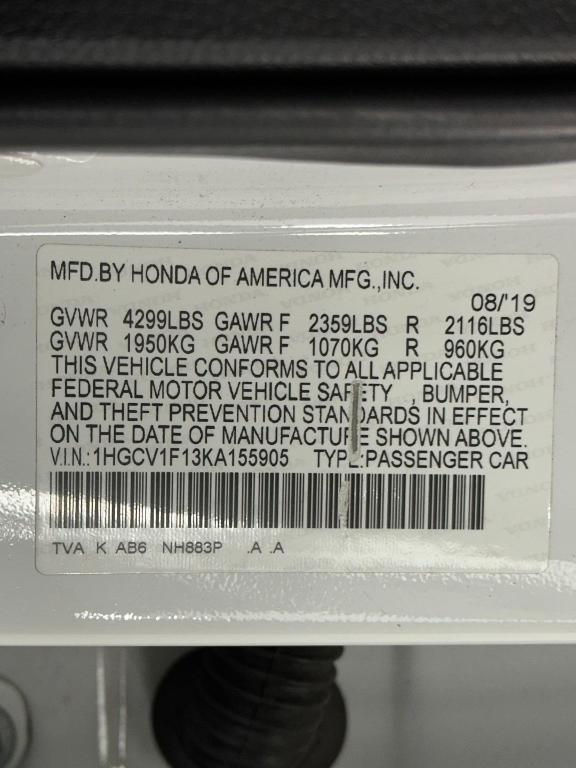 MFD.BY HONDA OF AMERICA MFG.,INC.
08/'19
GVWR 4299LBS GAWR F 2359LBS R 2116LBS
GVWR 1950KG GAWR F 1070KG R 960KG
THIS VEHICLE CONFORMS TO ALL APPLICABLE
FEDERAL MOTOR VEHICLE SAFETY , BUMPER,
AND THEFT PREVENTION STANDARDS IN EFFECT
ON THE DATE OF MANUFACTURE SHOWN ABOVE.
V.I.N.:1HGCV1F13KA155905 TYPE:PASSENGER CAR
TVA K AB6 NH883P .A .A